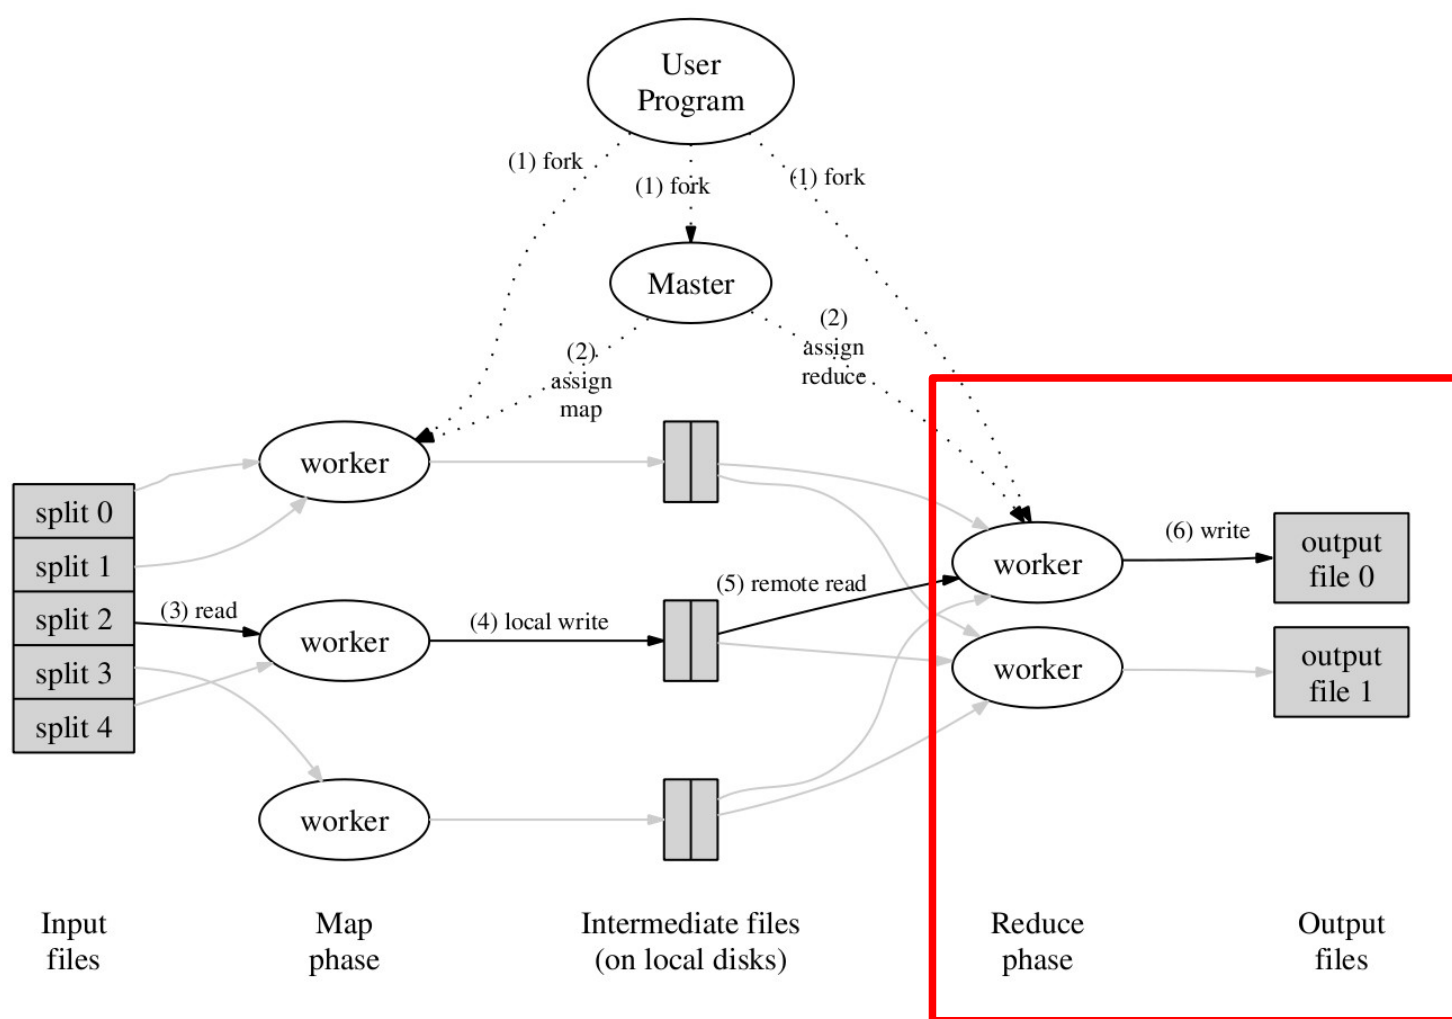 User
Program
(1) fork
(1) fork
(1) fork
Master
(2)
assign
map
(2)
assign
reduce
worker
split 0
split 1
split 2
split 3
split 4
(3) read
worker
(4) local write
(5) remote read
worker
(6) write
output
file 0
worker
output
file 1
worker
Input
files
Map
phase
Intermediate files
(on local disks)
Reduce
phase
Output
files